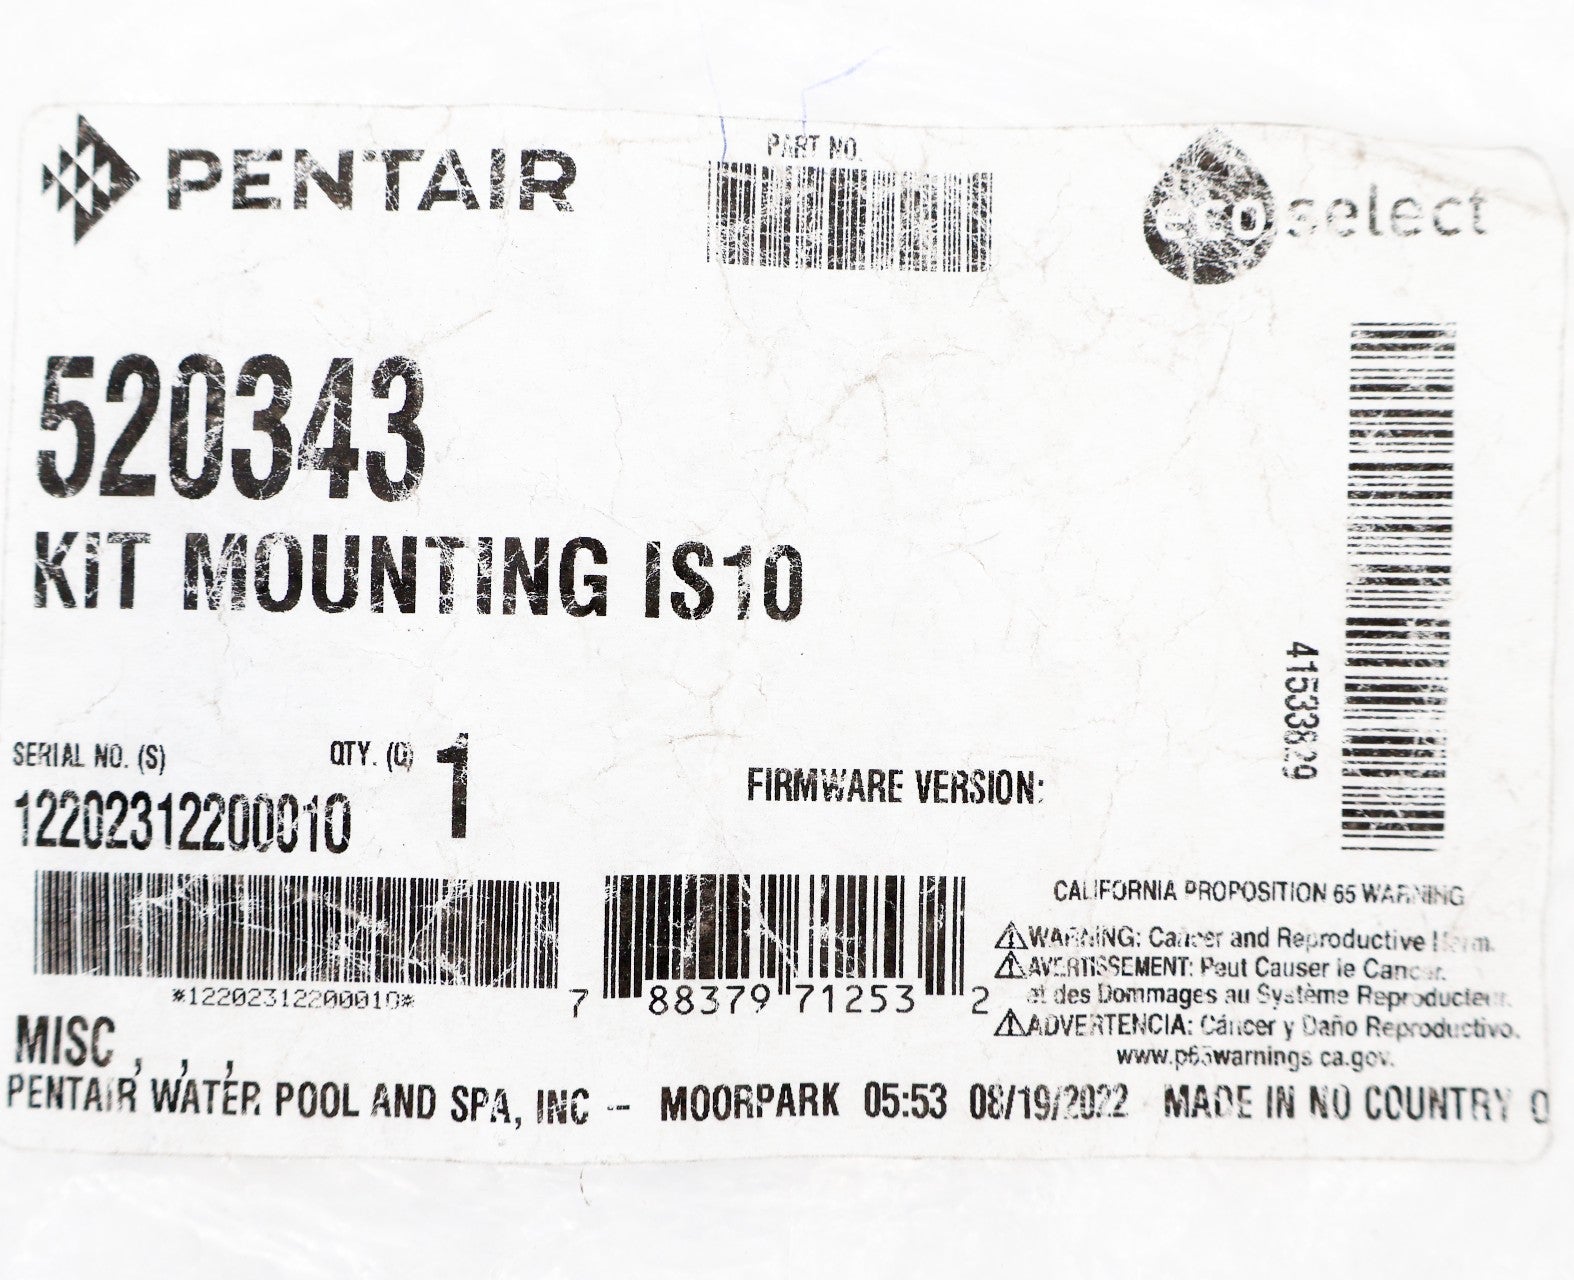 PENTAIR
PART NO.
eco select
520343
KIT MOUNTING IS10
41533829
SERIAL NO. (S)
QTY. (Q) 1
12202312200010
FIRMWARE VERSION:
*12202312200010*
7 88379 71253 2
CALIFORNIA PROPOSITION 65 WARNING
⚠WARNING: Cancer and Reproductive Harm.
⚠AVERTISSEMENT: Peut Causer le Cancer.
et des Dommages au Système Reproducteur.
⚠ADVERTENCIA: Cáncer y Daño Reproductivo.
www.p65warnings.ca.gov.
MISC , , ,
PENTAIR WATER POOL AND SPA, INC -- MOORPARK 05:53 08/19/2022 MADE IN NO COUNTRY O